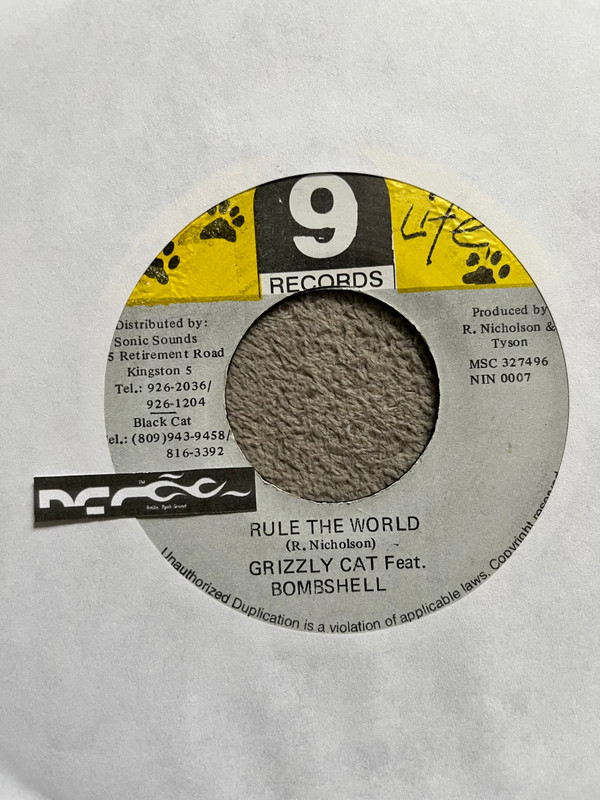 9
Life
RECORDS
Distributed by:
Sonic Sounds
5 Retirement Road
Kingston 5
Tel.: 926-2036/
926-1204
Black Cat
el.: (809)943-9458/
816-3392
Produced by
R. Nicholson &
Tyson
MSC 327496
NIN 0007
TM
RULE THE WORLD
(R. Nicholson)
GRIZZLY CAT Feat.
BOMBSHELL
Unauthorized Duplication is a violation of applicable laws. Copyright reserved